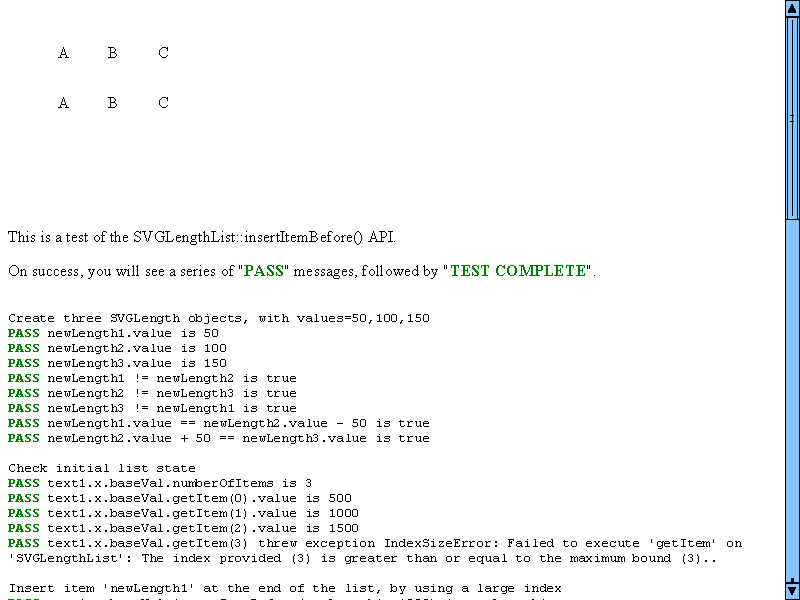 A B C
A B C
This is a test of the SVGLengthList::insertItemBefore() API.
On success, you will see a series of "PASS" messages, followed by "TEST COMPLETE".
Create three SVGLength objects, with values=50,100,150
PASS newLength1.value is 50
PASS newLength2.value is 100
PASS newLength3.value is 150
PASS newLength1 != newLength2 is true
PASS newLength2 != newLength3 is true
PASS newLength3 != newLength1 is true
PASS newLength1.value == newLength2.value - 50 is true
PASS newLength2.value + 50 == newLength3.value is true
Check initial list state
PASS text1.x.baseVal.numberOfItems is 3
PASS text1.x.baseVal.getItem(0).value is 500
PASS text1.x.baseVal.getItem(1).value is 1000
PASS text1.x.baseVal.getItem(2).value is 1500
PASS text1.x.baseVal.getItem(3) threw exception IndexSizeError: Failed to execute 'getItem' on
'SVGLengthList': The index provided (3) is greater than or equal to the maximum bound (3)..
Insert item 'newLength1' at the end of the list, by using a large index